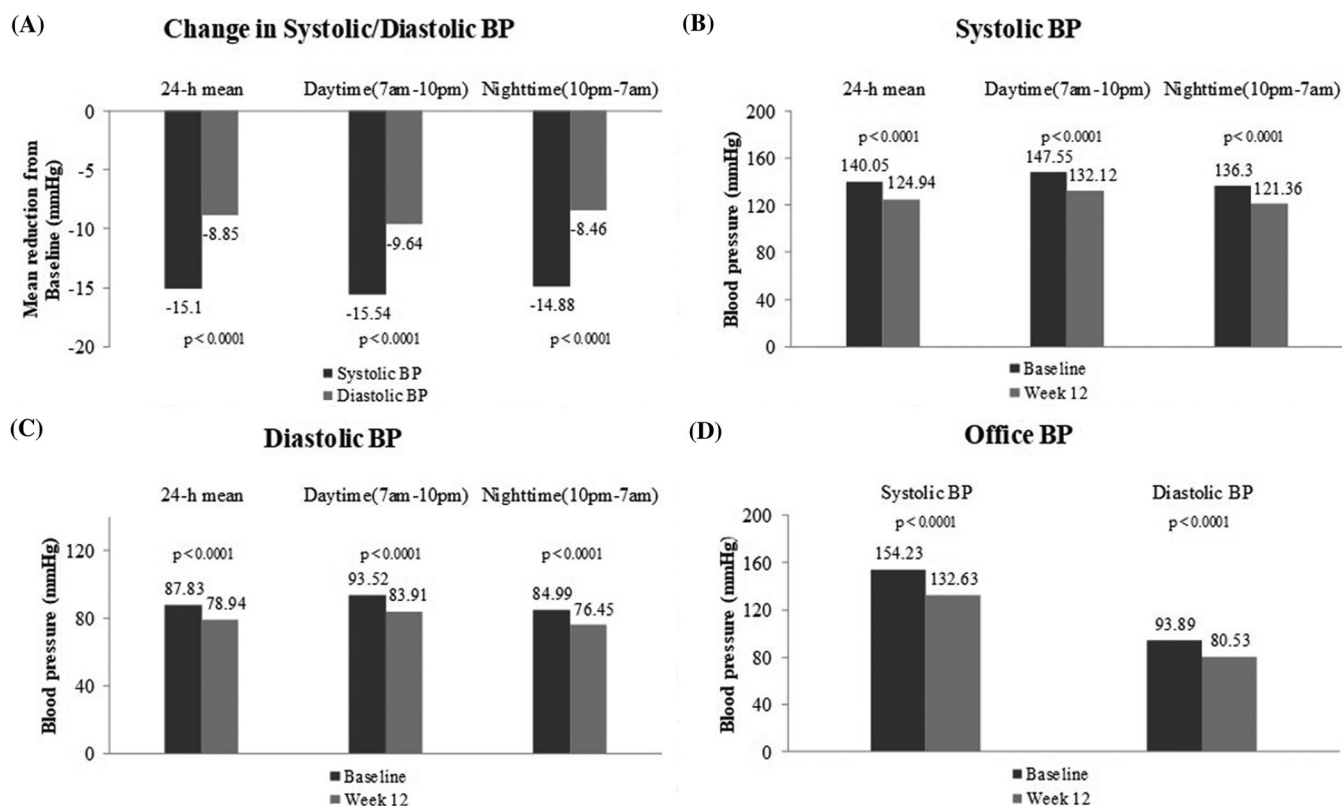 (A)
Change in Systolic/Diastolic BP
24-h mean Daytime(7am-10pm) Nighttime(10pm-7am)
Mean reduction from
Baseline (mmHg)
0
-5
-10
-15
-20
-8.85
-9.64
-8.46
-15.1
-15.54
-14.88
p<0.0001 p<0.0001 p<0.0001
Systolic BP
Diastolic BP
(B)
Systolic BP
24-h mean Daytime(7am-10pm) Nighttime(10pm-7am)
Blood pressure (mmHg)
200
160
120
80
40
0
p<0.0001 p<0.0001 p<0.0001
140.05 124.94
147.55 132.12
136.3 121.36
Baseline
Week 12
(C)
Diastolic BP
24-h mean Daytime(7am-10pm) Nighttime(10pm-7am)
Blood pressure (mmHg)
120
80
40
0
p<0.0001 p<0.0001 p<0.0001
87.83 78.94
93.52 83.91
84.99 76.45
Baseline
Week 12
(D)
Office BP
Systolic BP Diastolic BP
Blood pressure (mmHg)
200
160
120
80
40
0
p<0.0001 p<0.0001
154.23 132.63
93.89 80.53
Baseline
Week 12